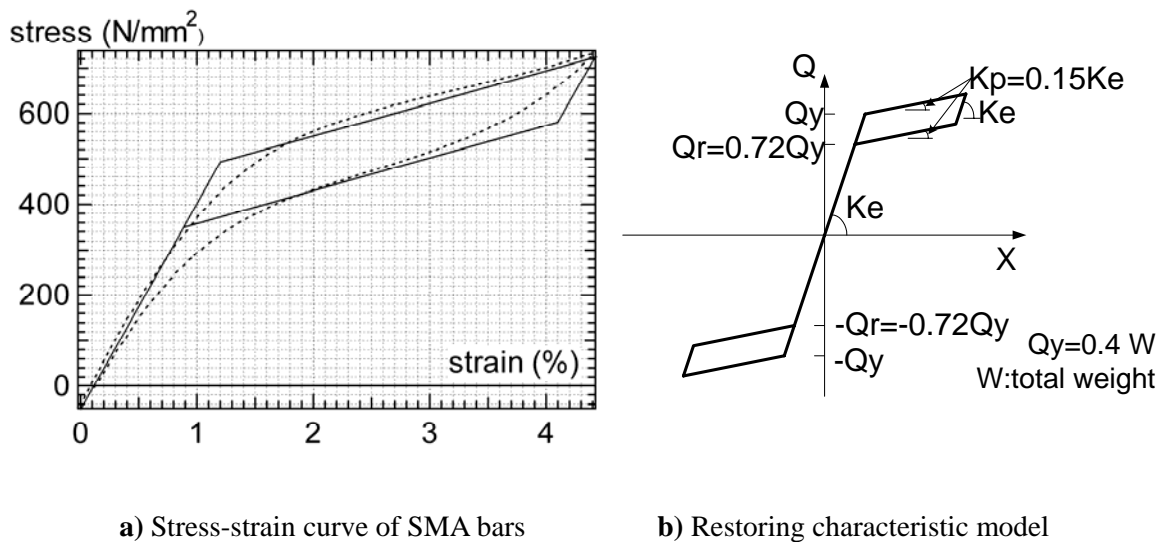 stress (N/mm²)
600
400
200
0
strain (%)
0 1 2 3 4
Q
Kp=0.15Ke
Qy
Ke
Qr=0.72Qy
Ke
X
-Qr=-0.72Qy
-Qy
Qy=0.4 W
W:total weight
a) Stress-strain curve of SMA bars
b) Restoring characteristic model